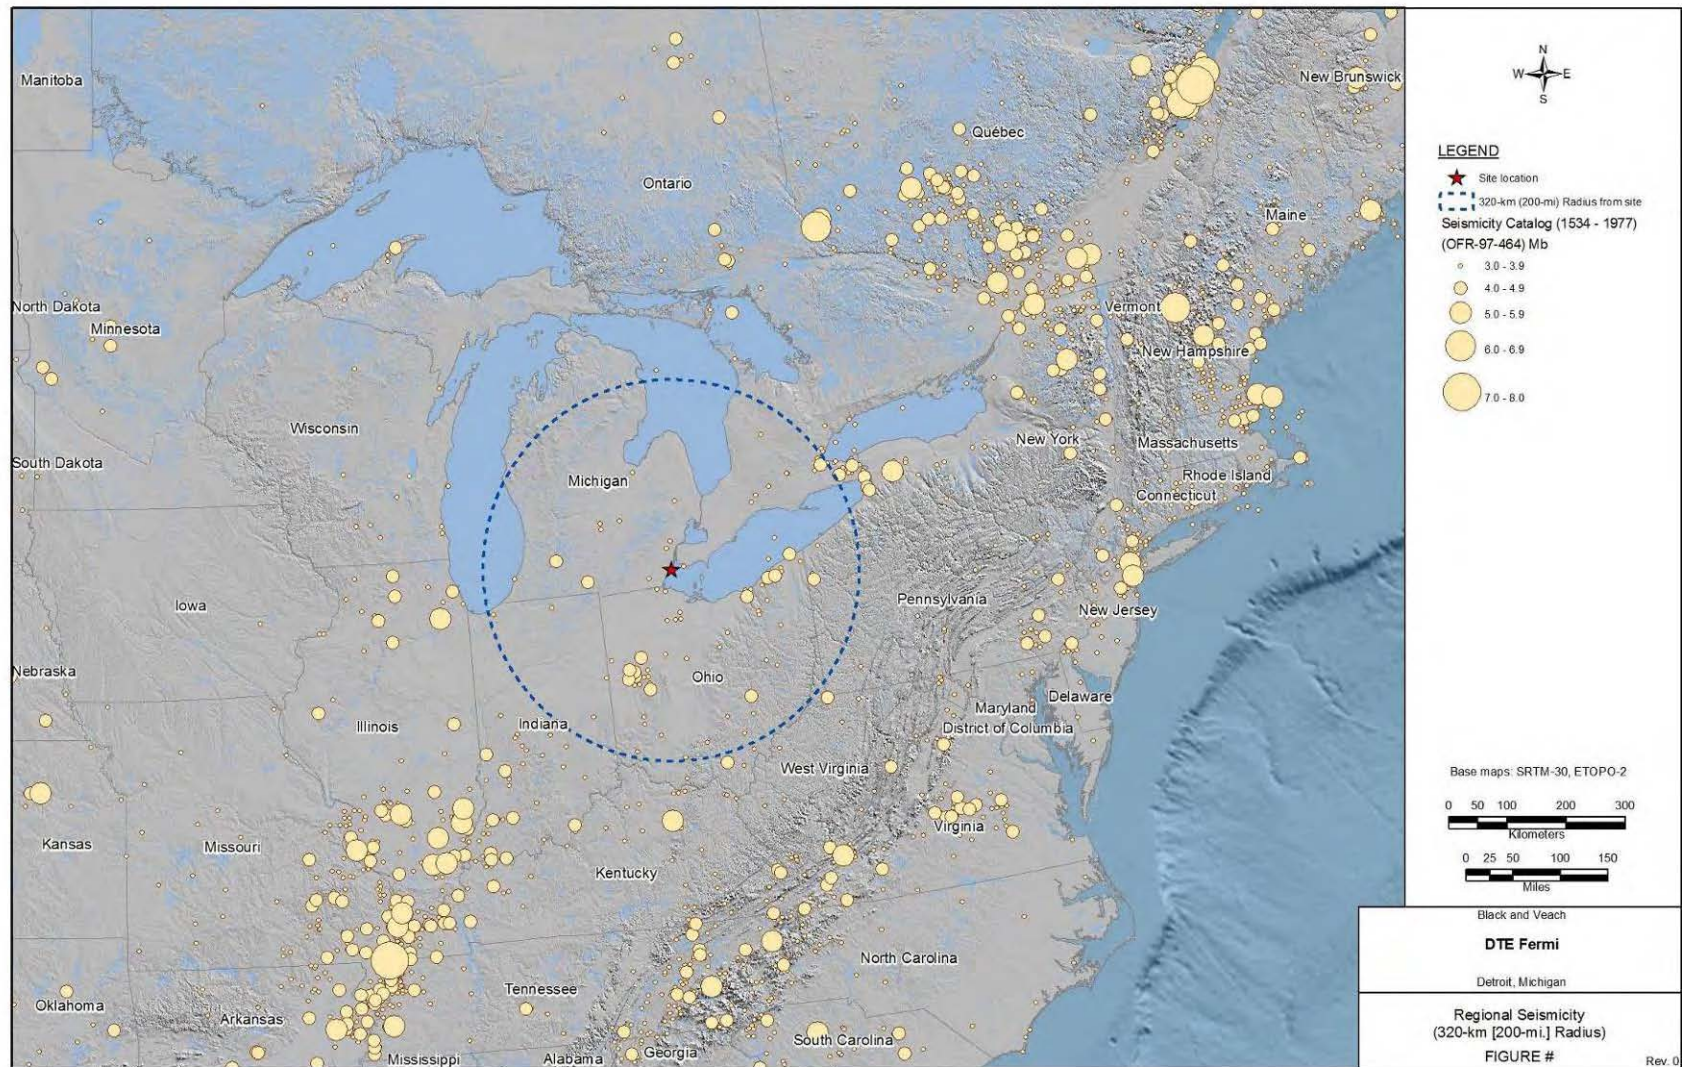 Manitoba
New Brunswick
Québec
Ontario
Maine
North Dakota
Minnesota
Vermont
New Hampshire
Wisconsin
New York
Massachusetts
South Dakota
Michigan
Rhode Island
Connecticut
Iowa
Pennsylvania
New Jersey
Nebraska
Ohio
Delaware
Maryland
District of Columbia
Illinois
Indiana
West Virginia
Virginia
Kansas
Missouri
Kentucky
North Carolina
Tennessee
Oklahoma
Arkansas
South Carolina
Mississippi
Alabama
Georgia
N
W E
S
LEGEND
Site location
320-km (200-mi) Radius from site
Seismicity Catalog (1534 - 1977)
(OFR-97-464) Mb
3.0 - 3.9
4.0 - 4.9
5.0 - 5.9
6.0 - 6.9
7.0 - 8.0
Base maps: SRTM-30, ETOPO-2
0 50 100 200 300
Kilometers
0 25 50 100 150
Miles
Black and Veach
DTE Fermi
Detroit, Michigan
Regional Seismicity
(320-km [200-mi.] Radius)
FIGURE #
Rev. 0